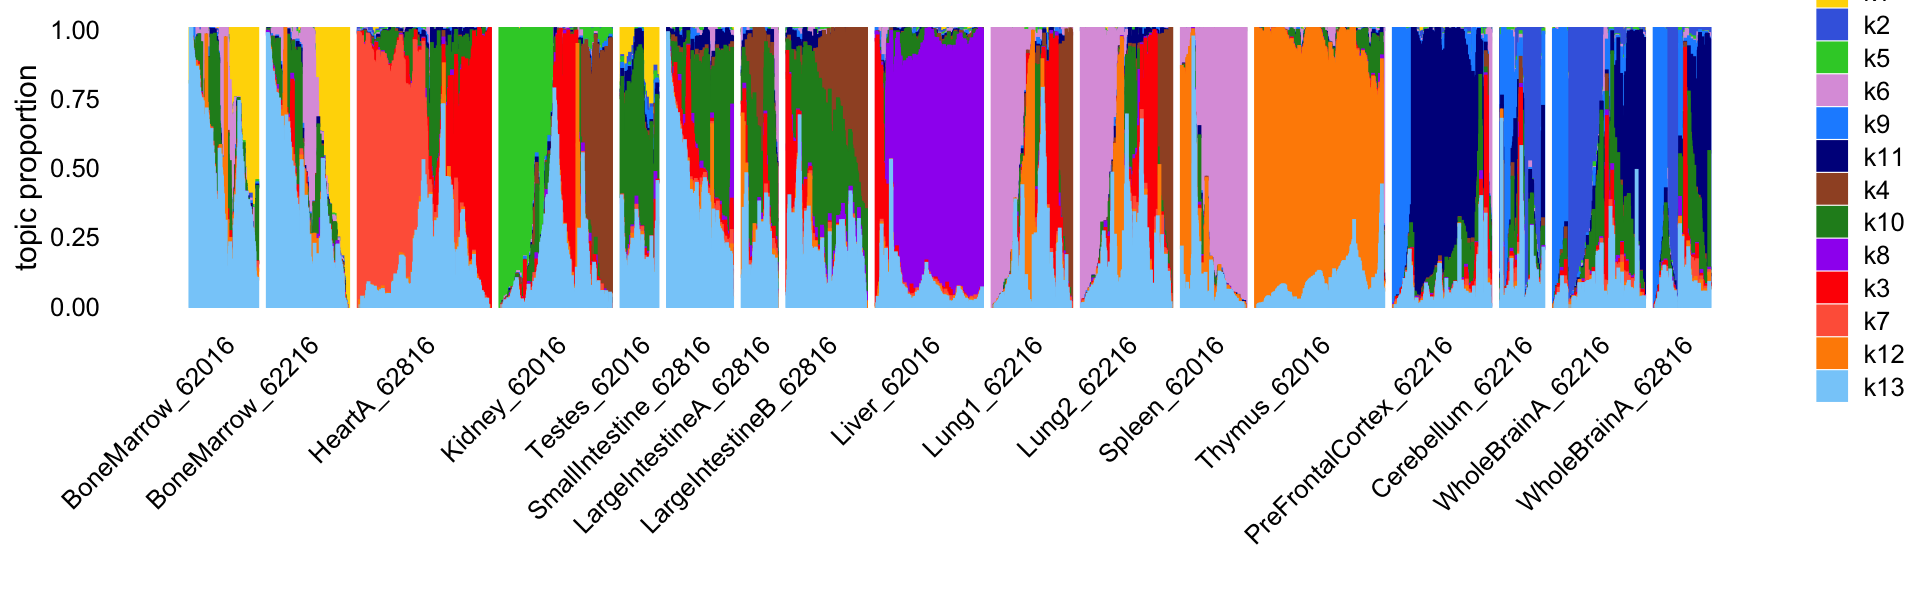 topic proportion
1.00
0.75
0.50
0.25
0.00
BoneMarrow_62016
BoneMarrow_62216
HeartA_62816
Kidney_62016
Testes_62016
SmallIntestine_62816
LargeIntestineA_62816
LargeIntestineB_62816
Liver_62016
Lung1_62216
Lung2_62216
Spleen_62016
Thymus_62016
PreFrontalCortex_62216
Cerebellum_62216
WholeBrainA_62216
WholeBrainA_62816
k2
k5
k6
k9
k11
k4
k10
k8
k3
k7
k12
k13